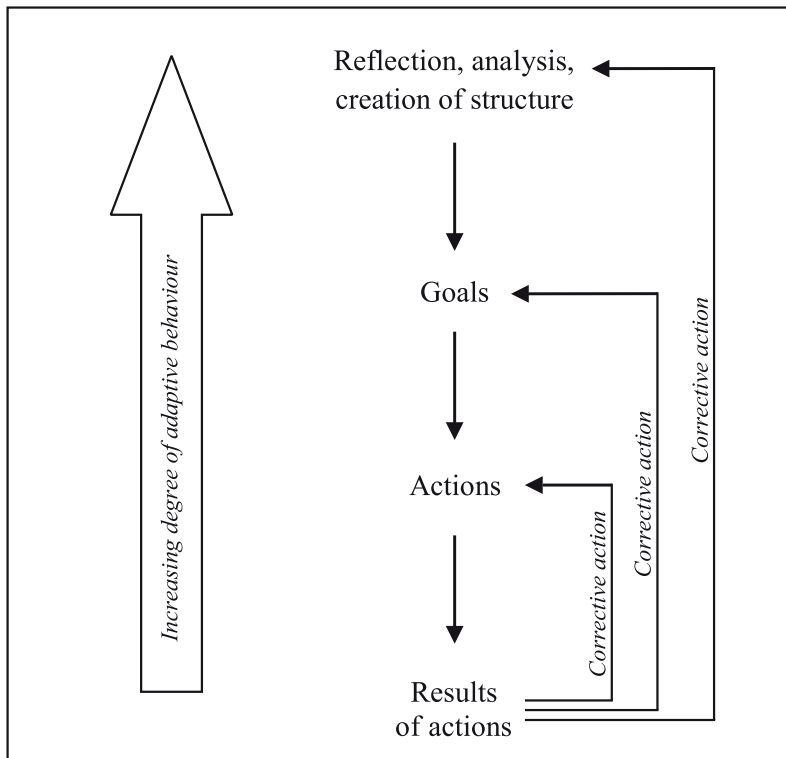 Reflection, analysis,
creation of structure
Goals
Actions
Results
of actions
Increasing degree of adaptive behaviour
Corrective action
Corrective action
Corrective action